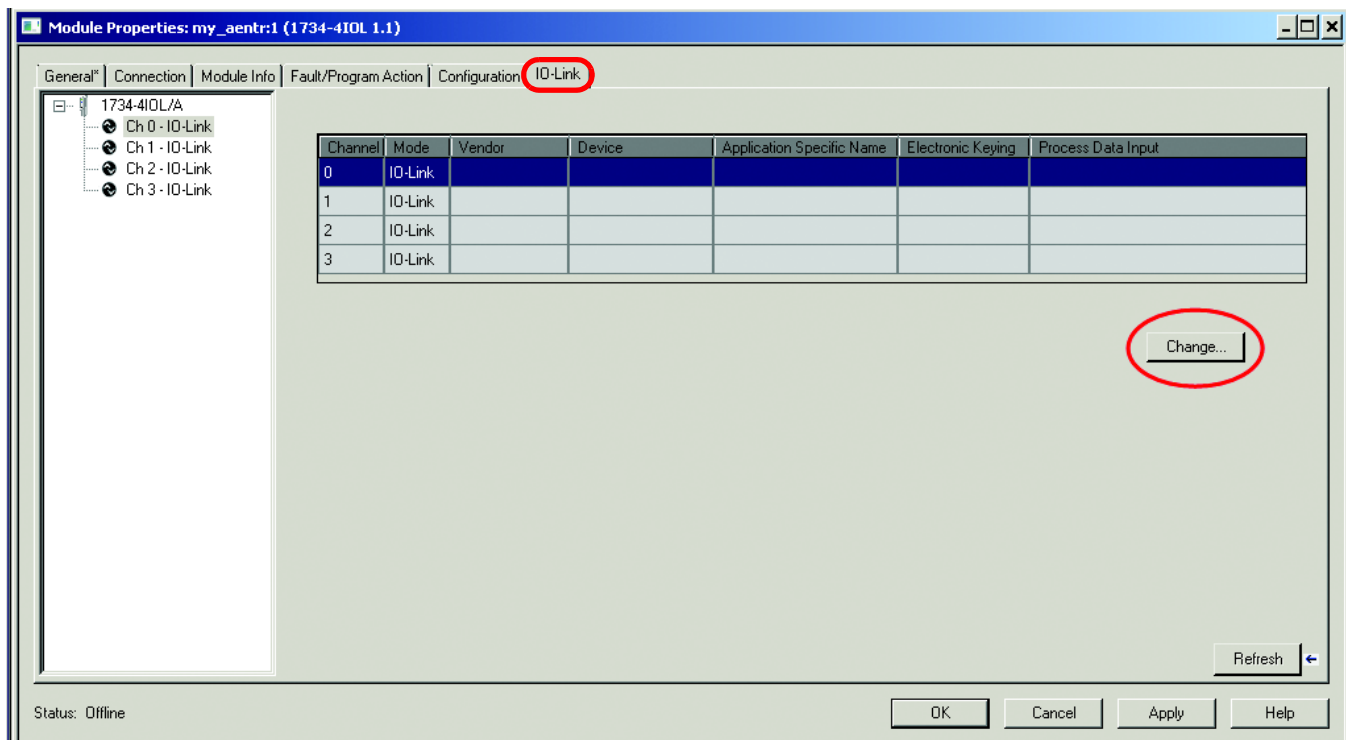 Module Properties: my_aentr:1 (1734-4IOL 1.1)
General* Connection Module Info Fault/Program Action Configuration IO-Link
1734-4IOL/A
Ch 0 - IO-Link
Ch 1 - IO-Link
Ch 2 - IO-Link
Ch 3 - IO-Link
Channel Mode Vendor Device Application Specific Name Electronic Keying Process Data Input
0 IO-Link
1 IO-Link
2 IO-Link
3 IO-Link
Change...
Refresh
Status: Offline OK Cancel Apply Help